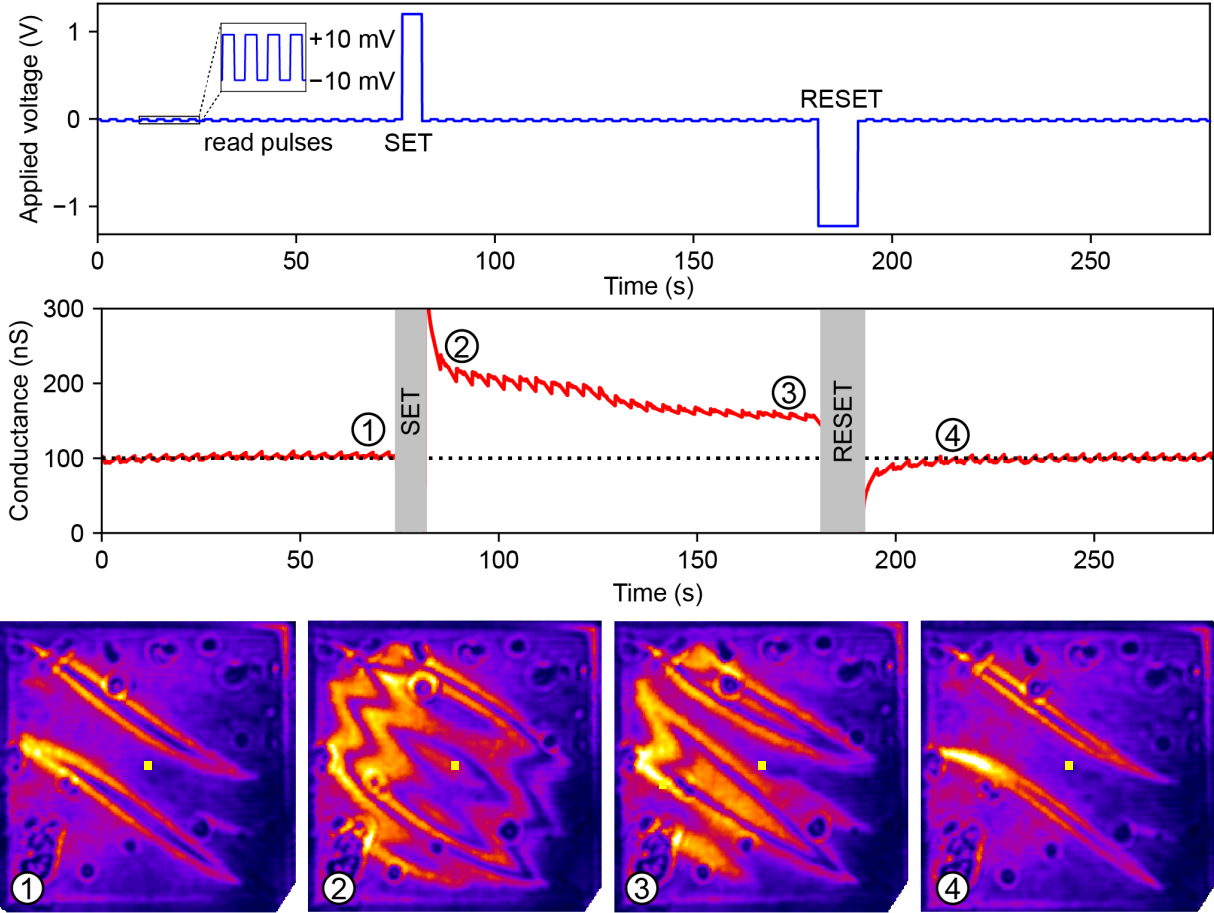 Applied voltage (V)
1
0
−1
+10 mV
−10 mV
read pulses
SET
RESET
0
50
100
150
200
250
Time (s)
Conductance (nS)
300
200
100
0
1
SET
2
3
RESET
4
0
50
100
150
200
250
Time (s)
1
2
3
4